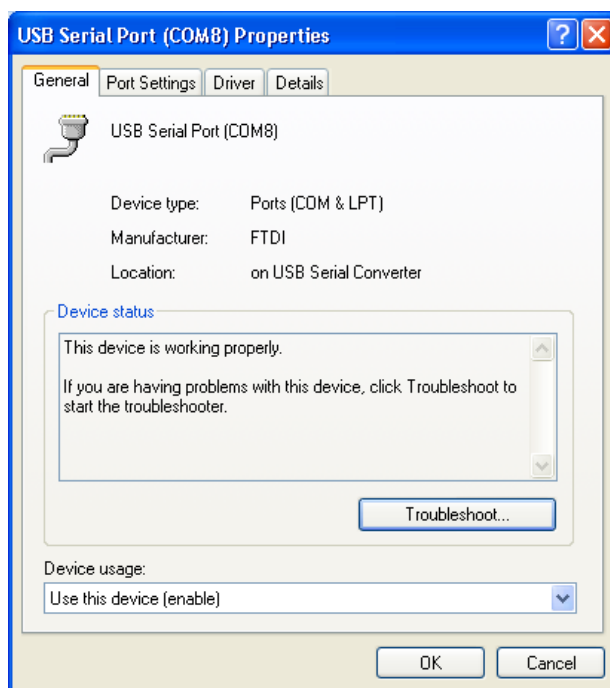 USB Serial Port (COM8) Properties
General Port Settings Driver Details
USB Serial Port (COM8)
Device type: Ports (COM & LPT)
Manufacturer: FTDI
Location: on USB Serial Converter
Device status
This device is working properly.
If you are having problems with this device, click Troubleshoot to
start the troubleshooter.
Troubleshoot...
Device usage:
Use this device (enable)
OK Cancel